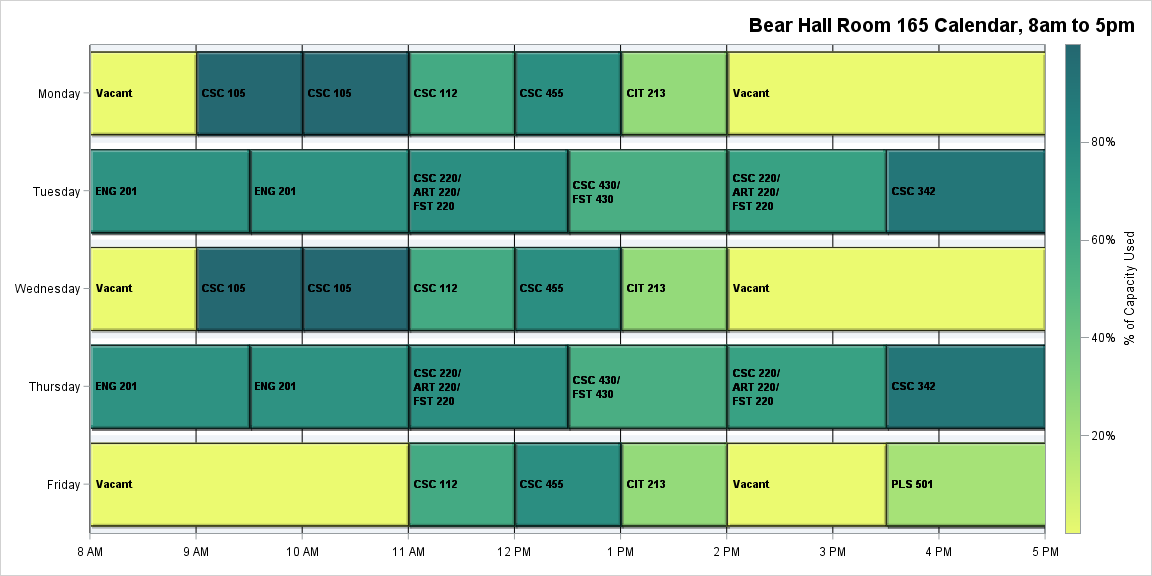 Bear Hall Room 165 Calendar, 8am to 5pm
Monday
Vacant
CSC 105
CSC 105
CSC 112
CSC 455
CIT 213
Vacant
Tuesday
ENG 201
ENG 201
CSC 220/
ART 220/
FST 220
CSC 430/
FST 430
CSC 220/
ART 220/
FST 220
CSC 342
Wednesday
Vacant
CSC 105
CSC 105
CSC 112
CSC 455
CIT 213
Vacant
Thursday
ENG 201
ENG 201
CSC 220/
ART 220/
FST 220
CSC 430/
FST 430
CSC 220/
ART 220/
FST 220
CSC 342
Friday
Vacant
CSC 112
CSC 455
CIT 213
Vacant
PLS 501
8 AM
9 AM
10 AM
11 AM
12 PM
1 PM
2 PM
3 PM
4 PM
5 PM
80%
60%
40%
20%
% of Capacity Used